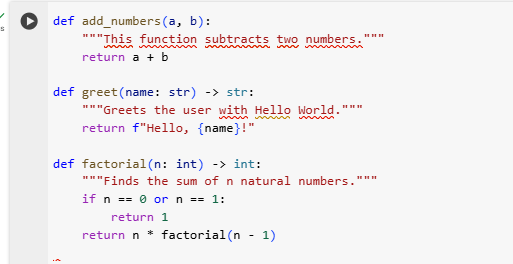 def add_numbers(a, b):
    """This function subtracts two numbers."""
    return a + b

def greet(name: str) -> str:
    """Greets the user with Hello World."""
    return f"Hello, {name}!"

def factorial(n: int) -> int:
    """Finds the sum of n natural numbers."""
    if n == 0 or n == 1:
        return 1
    return n * factorial(n - 1)